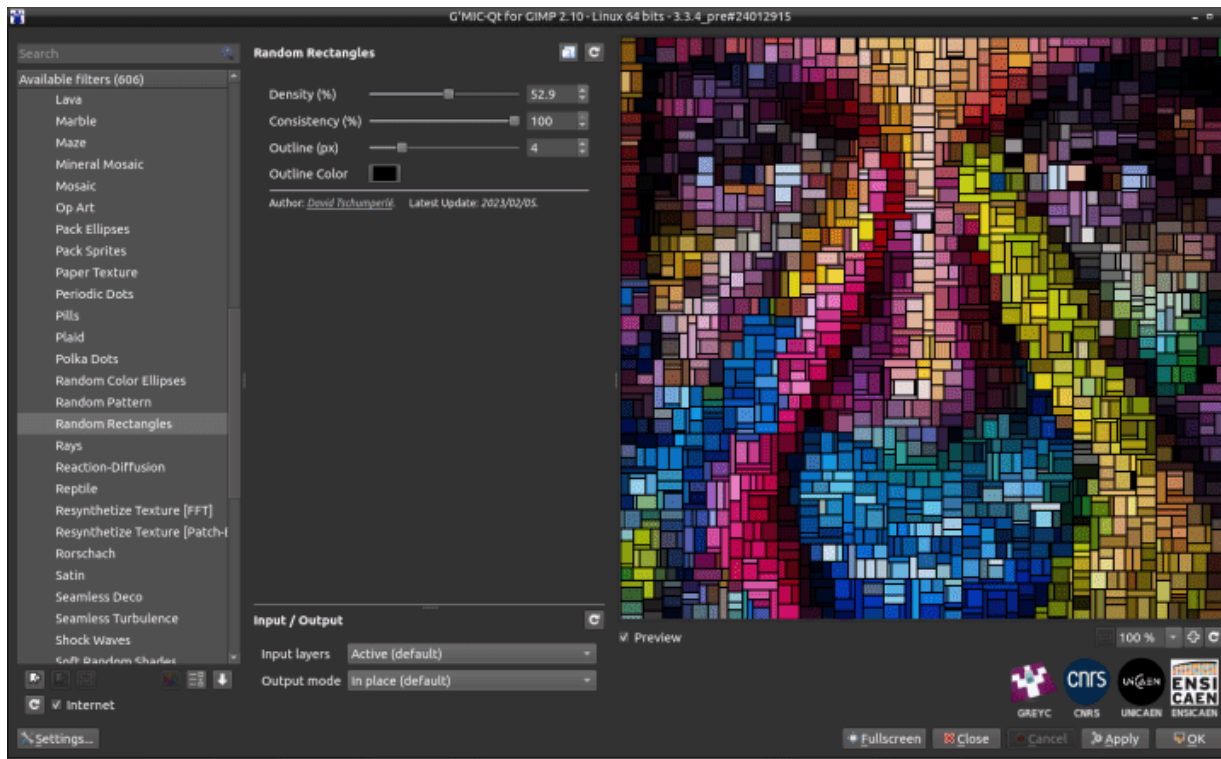 G'MIC-Qt for GIMP 2.10 - Linux 64 bits - 3.3.4_pre#24012915
Search
Available filters (606)
Lava
Marble
Maze
Mineral Mosaic
Mosaic
Op Art
Pack Ellipses
Pack Sprites
Paper Texture
Periodic Dots
Pills
Plaid
Polka Dots
Random Color Ellipses
Random Pattern
Random Rectangles
Rays
Reaction-Diffusion
Reptile
Resynthetize Texture [FFT]
Resynthetize Texture [Patch-
Rorschach
Satin
Seamless Deco
Seamless Turbulence
Shock Waves
Soft Random Shades
Internet
Settings...
Random Rectangles
Density (%) 52.9
Consistency (%) 100
Outline (px) 4
Outline Color
Author: David Tschumperlé. Latest Update: 2023/02/05.
Input / Output
Input layers Active (default)
Output mode In place (default)
Preview
100 %
CNrS
UNICAEN
ENSI
CAEN
GREYC CNRS UNICAEN ENSICAEN
Fullscreen Close Cancel Apply OK